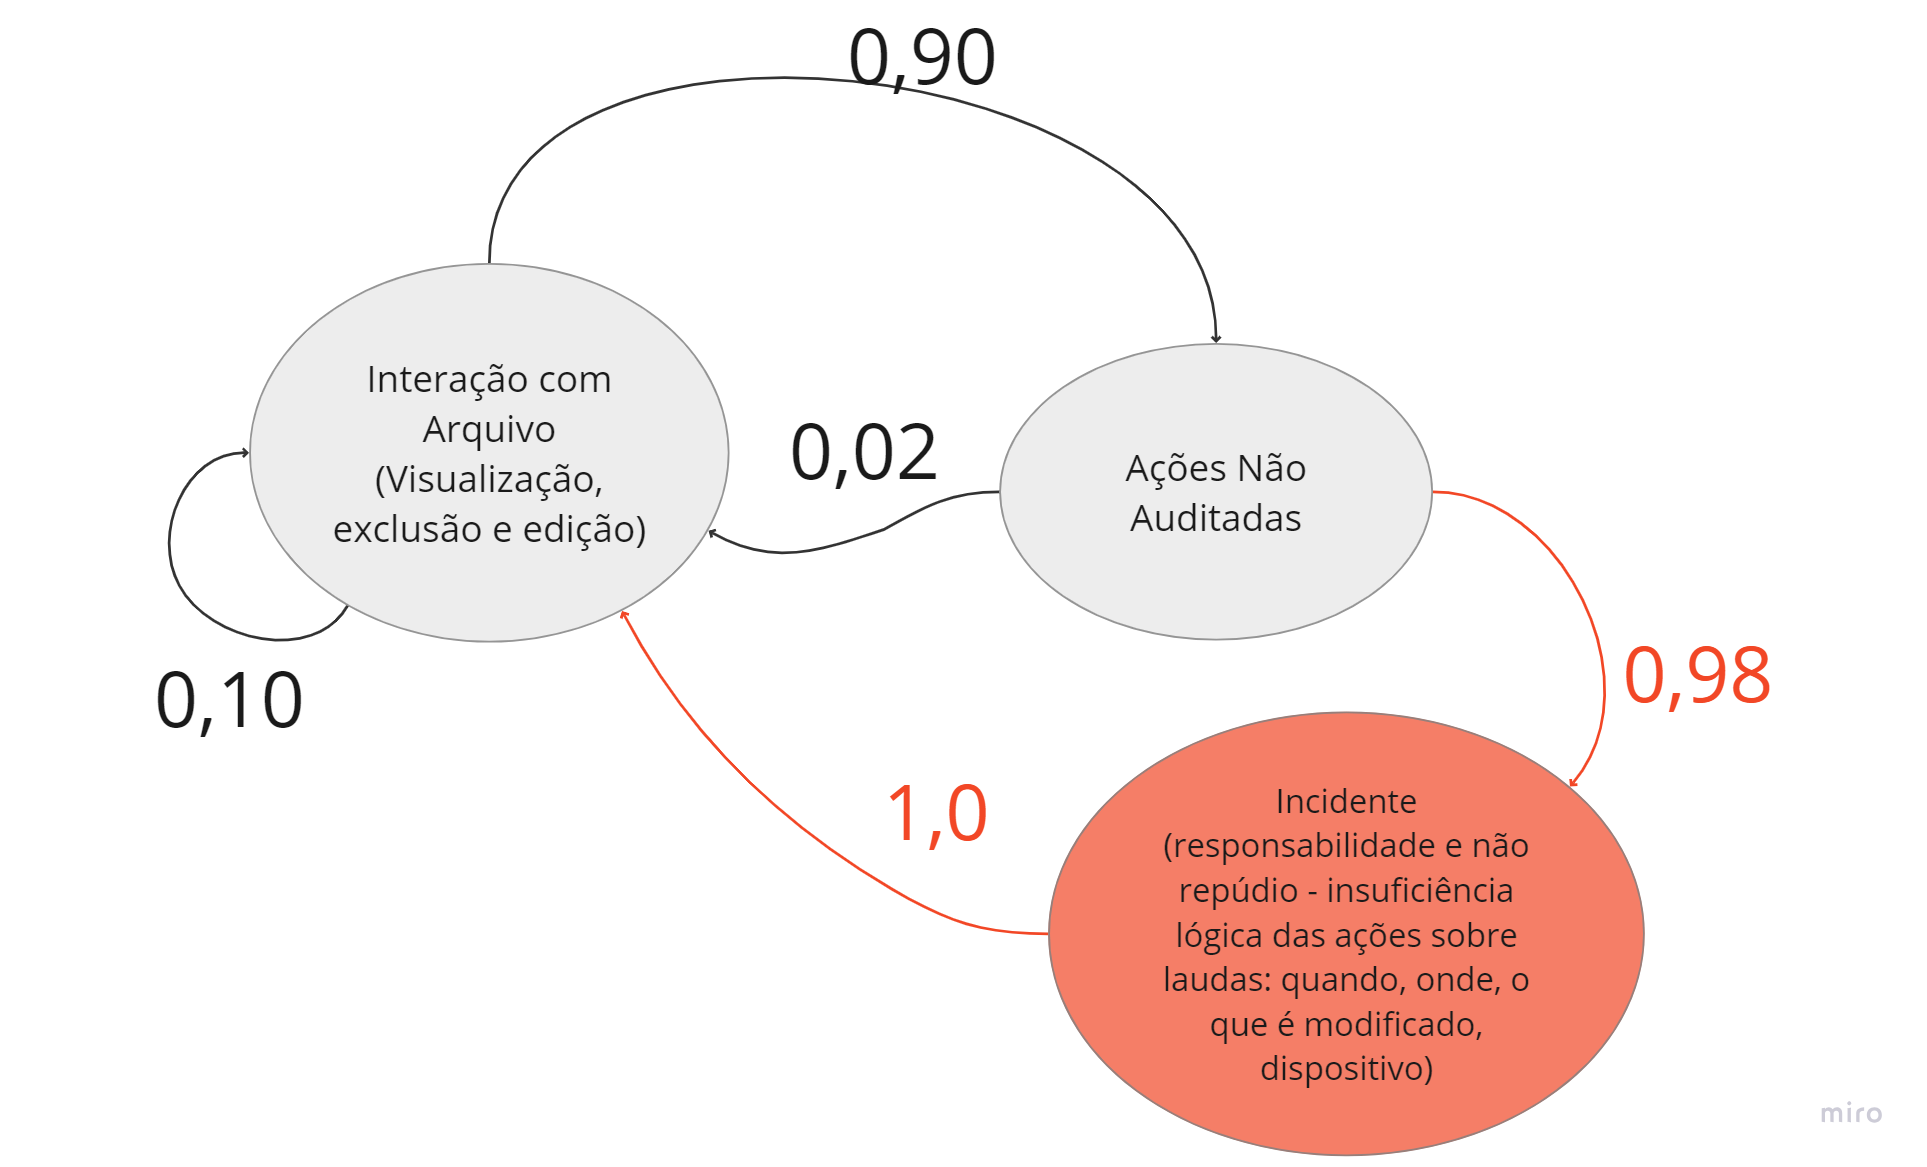 0,90
Interação com
Arquivo
(Visualização,
exclusão e edição)
0,02
Ações Não
Auditadas
0,10
0,98
1,0
Incidente
(responsabilidade e não
repúdio - insuficiência
lógica das ações sobre
laudas: quando, onde, o
que é modificado,
dispositivo)
miro